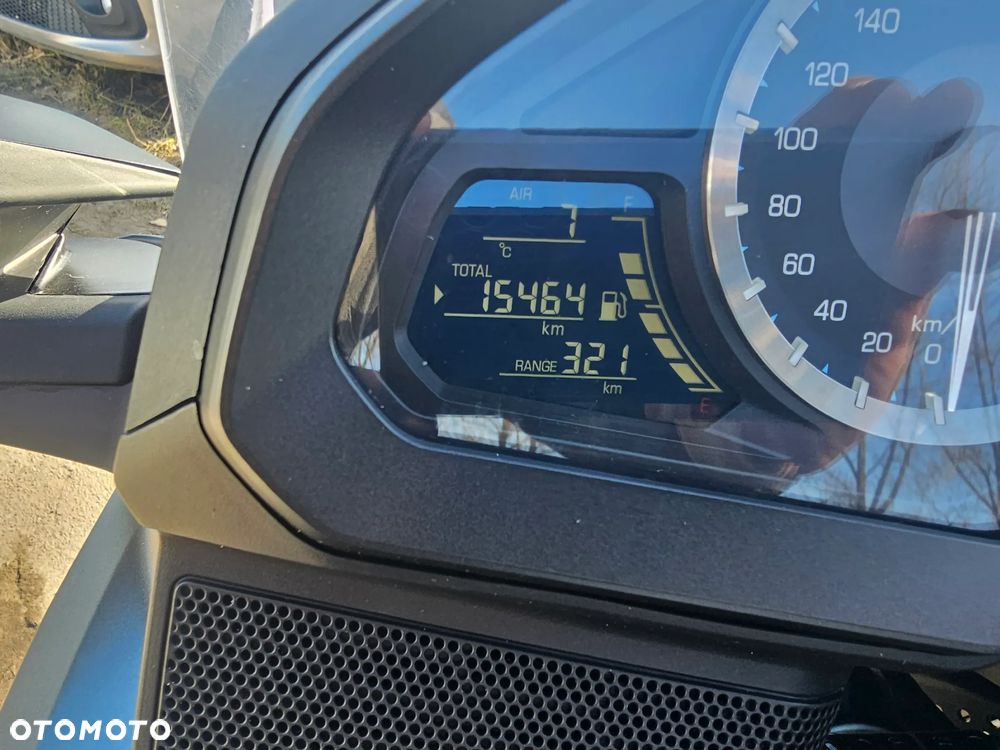 AIR
F
7
°C
TOTAL
15464
km
RANGE 321
km
E
140
120
100
80
60
40
20
0
km/
OTOMOTO